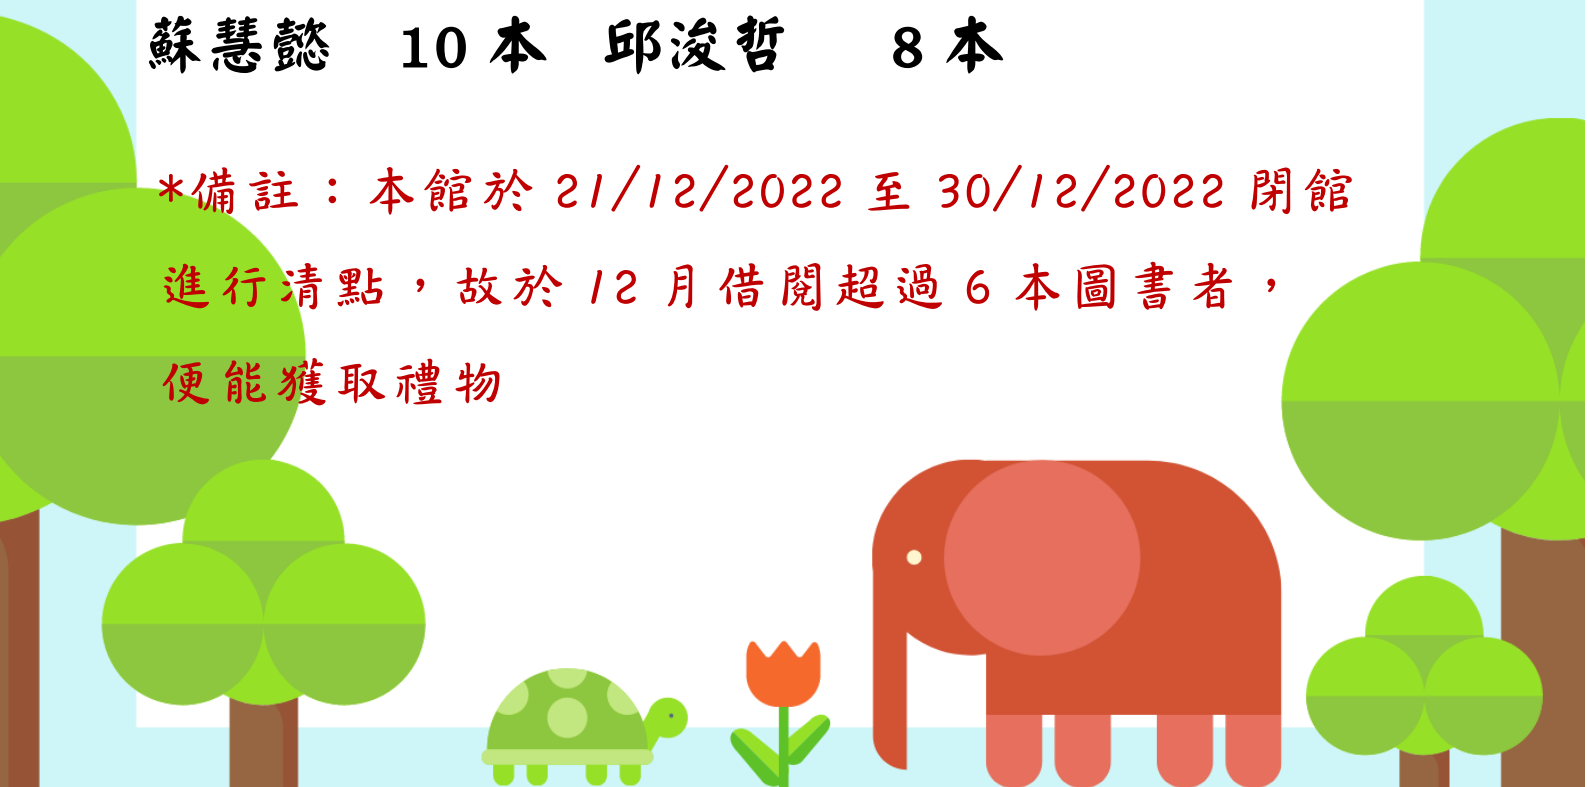 蘇慧懿 10 本 邱浚哲 8 本
*備註：本館於 21/12/2022 至 30/12/2022 閉館
進行清點，故於 12 月借閱超過 6 本圖書者，
便能獲取禮物